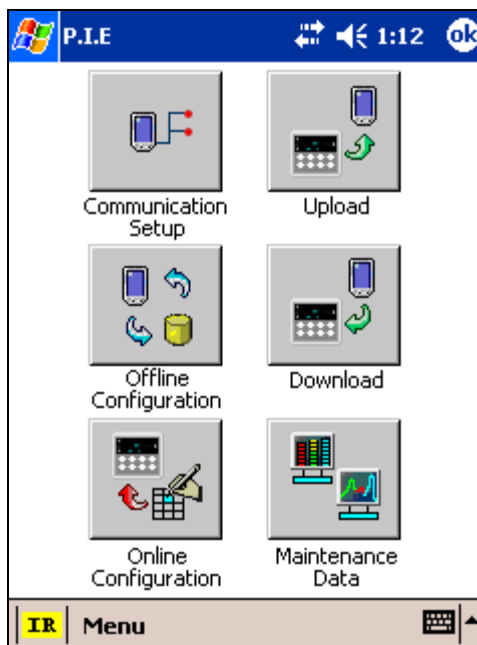 P.I.E 1:12 ok
Communication Setup
Upload
Offline Configuration
Download
Online Configuration
Maintenance Data
IR Menu